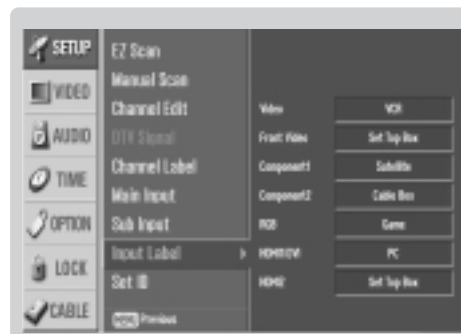 SETUP
VIDEO
AUDIO
TIME
OPTION
LOCK
CABLE
EZ Scan
Manual Scan
Channel Edit
DTV Signal
Channel Label
Main Input
Sub Input
Input Label
Set ID
Previous
Video VCR
Front Video Set Top Box
Component1 Satellite
Component2 Cable Box
RGB Game
HDMI1/DVI PC
HDMI2 Set Top Box